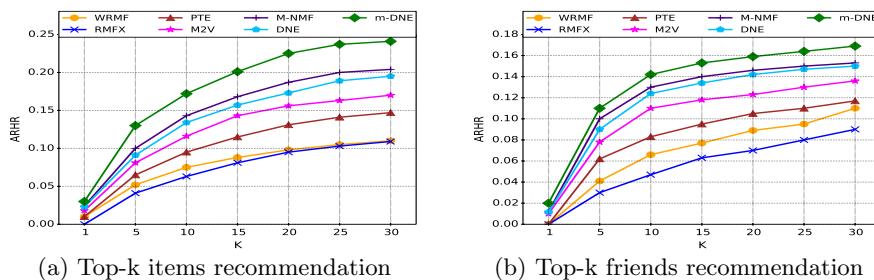 WRMF PTE M-NMF m-DNE
RMFX M2V DNE
0.25
0.20
0.15
0.10
0.05
0.00
ARHR
1 5 10 15 20 25 30
K
(a) Top-k items recommendation
WRMF PTE M-NMF m-DNE
RMFX M2V DNE
0.18
0.16
0.14
0.12
0.10
0.08
0.06
0.04
0.02
0.00
ARHR
1 5 10 15 20 25 30
K
(b) Top-k friends recommendation